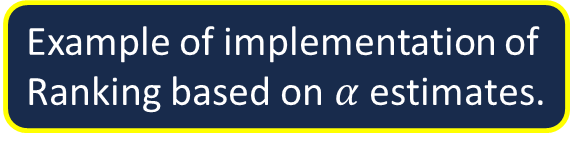 Example of implementation of
Ranking based on 𝛼 estimates.